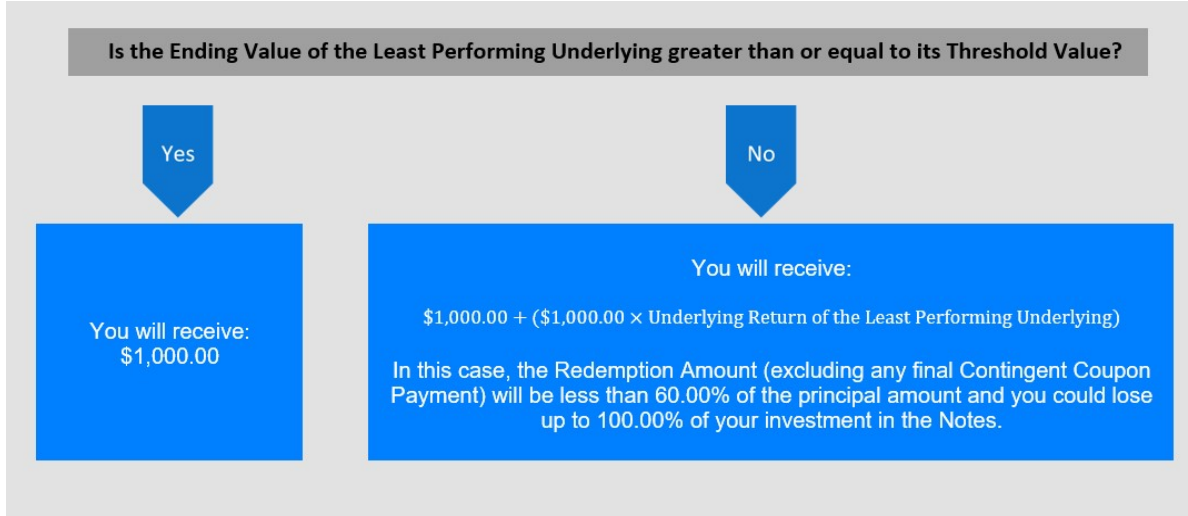 Is the Ending Value of the Least Performing Underlying greater than or equal to its Threshold Value?
Yes
No
You will receive:
$1,000.00
You will receive:
$1,000.00 + ($1,000.00 × Underlying Return of the Least Performing Underlying)
In this case, the Redemption Amount (excluding any final Contingent Coupon
Payment) will be less than 60.00% of the principal amount and you could lose
up to 100.00% of your investment in the Notes.